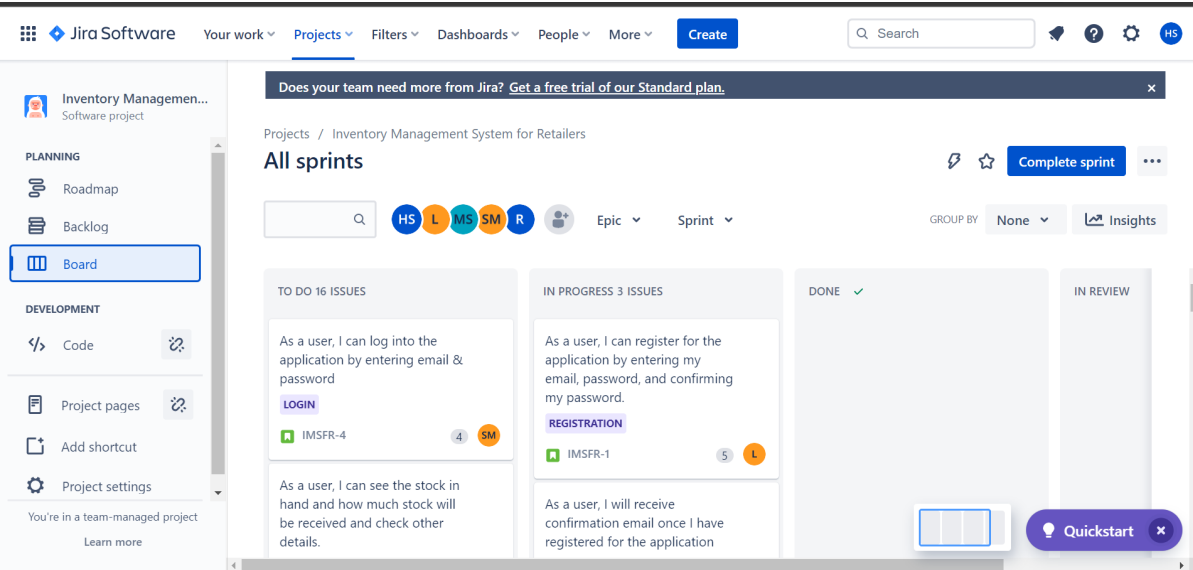 Jira Software
Your work
Projects
Filters
Dashboards
People
More
Create
Search
HS
Does your team need more from Jira? Get a free trial of our Standard plan.
Inventory Managemen...
Software project
PLANNING
Roadmap
Backlog
Board
DEVELOPMENT
Code
Project pages
Add shortcut
Project settings
You're in a team-managed project
Learn more
Projects / Inventory Management System for Retailers
All sprints
Complete sprint
HS L MS SM R
Epic
Sprint
GROUP BY
None
Insights
TO DO 16 ISSUES
As a user, I can log into the
application by entering email &
password
LOGIN
IMSFR-4
4
SM
As a user, I can see the stock in
hand and how much stock will
be received and check other
details.
IN PROGRESS 3 ISSUES
As a user, I can register for the
application by entering my
email, password, and confirming
my password.
REGISTRATION
IMSFR-1
5
L
As a user, I will receive
confirmation email once I have
registered for the application
DONE
IN REVIEW
Quickstart